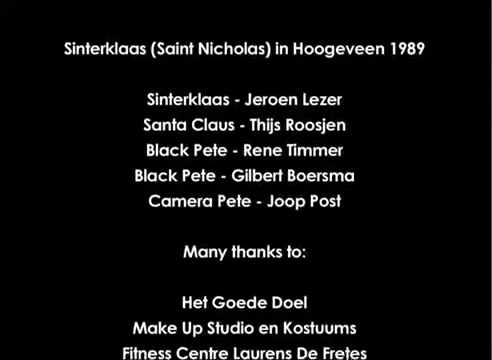 Sinterklaas (Saint Nicholas) in Hoogeveen 1989
Sinterklaas - Jeroen Lezer
Santa Claus - Thijs Roosjen
Black Pete - Rene Timmer
Black Pete - Gilbert Boersma
Camera Pete - Joop Post
Many thanks to:
Het Goede Doel
Make Up Studio en Kostuums
Fitness Centre Laurens De Fretes